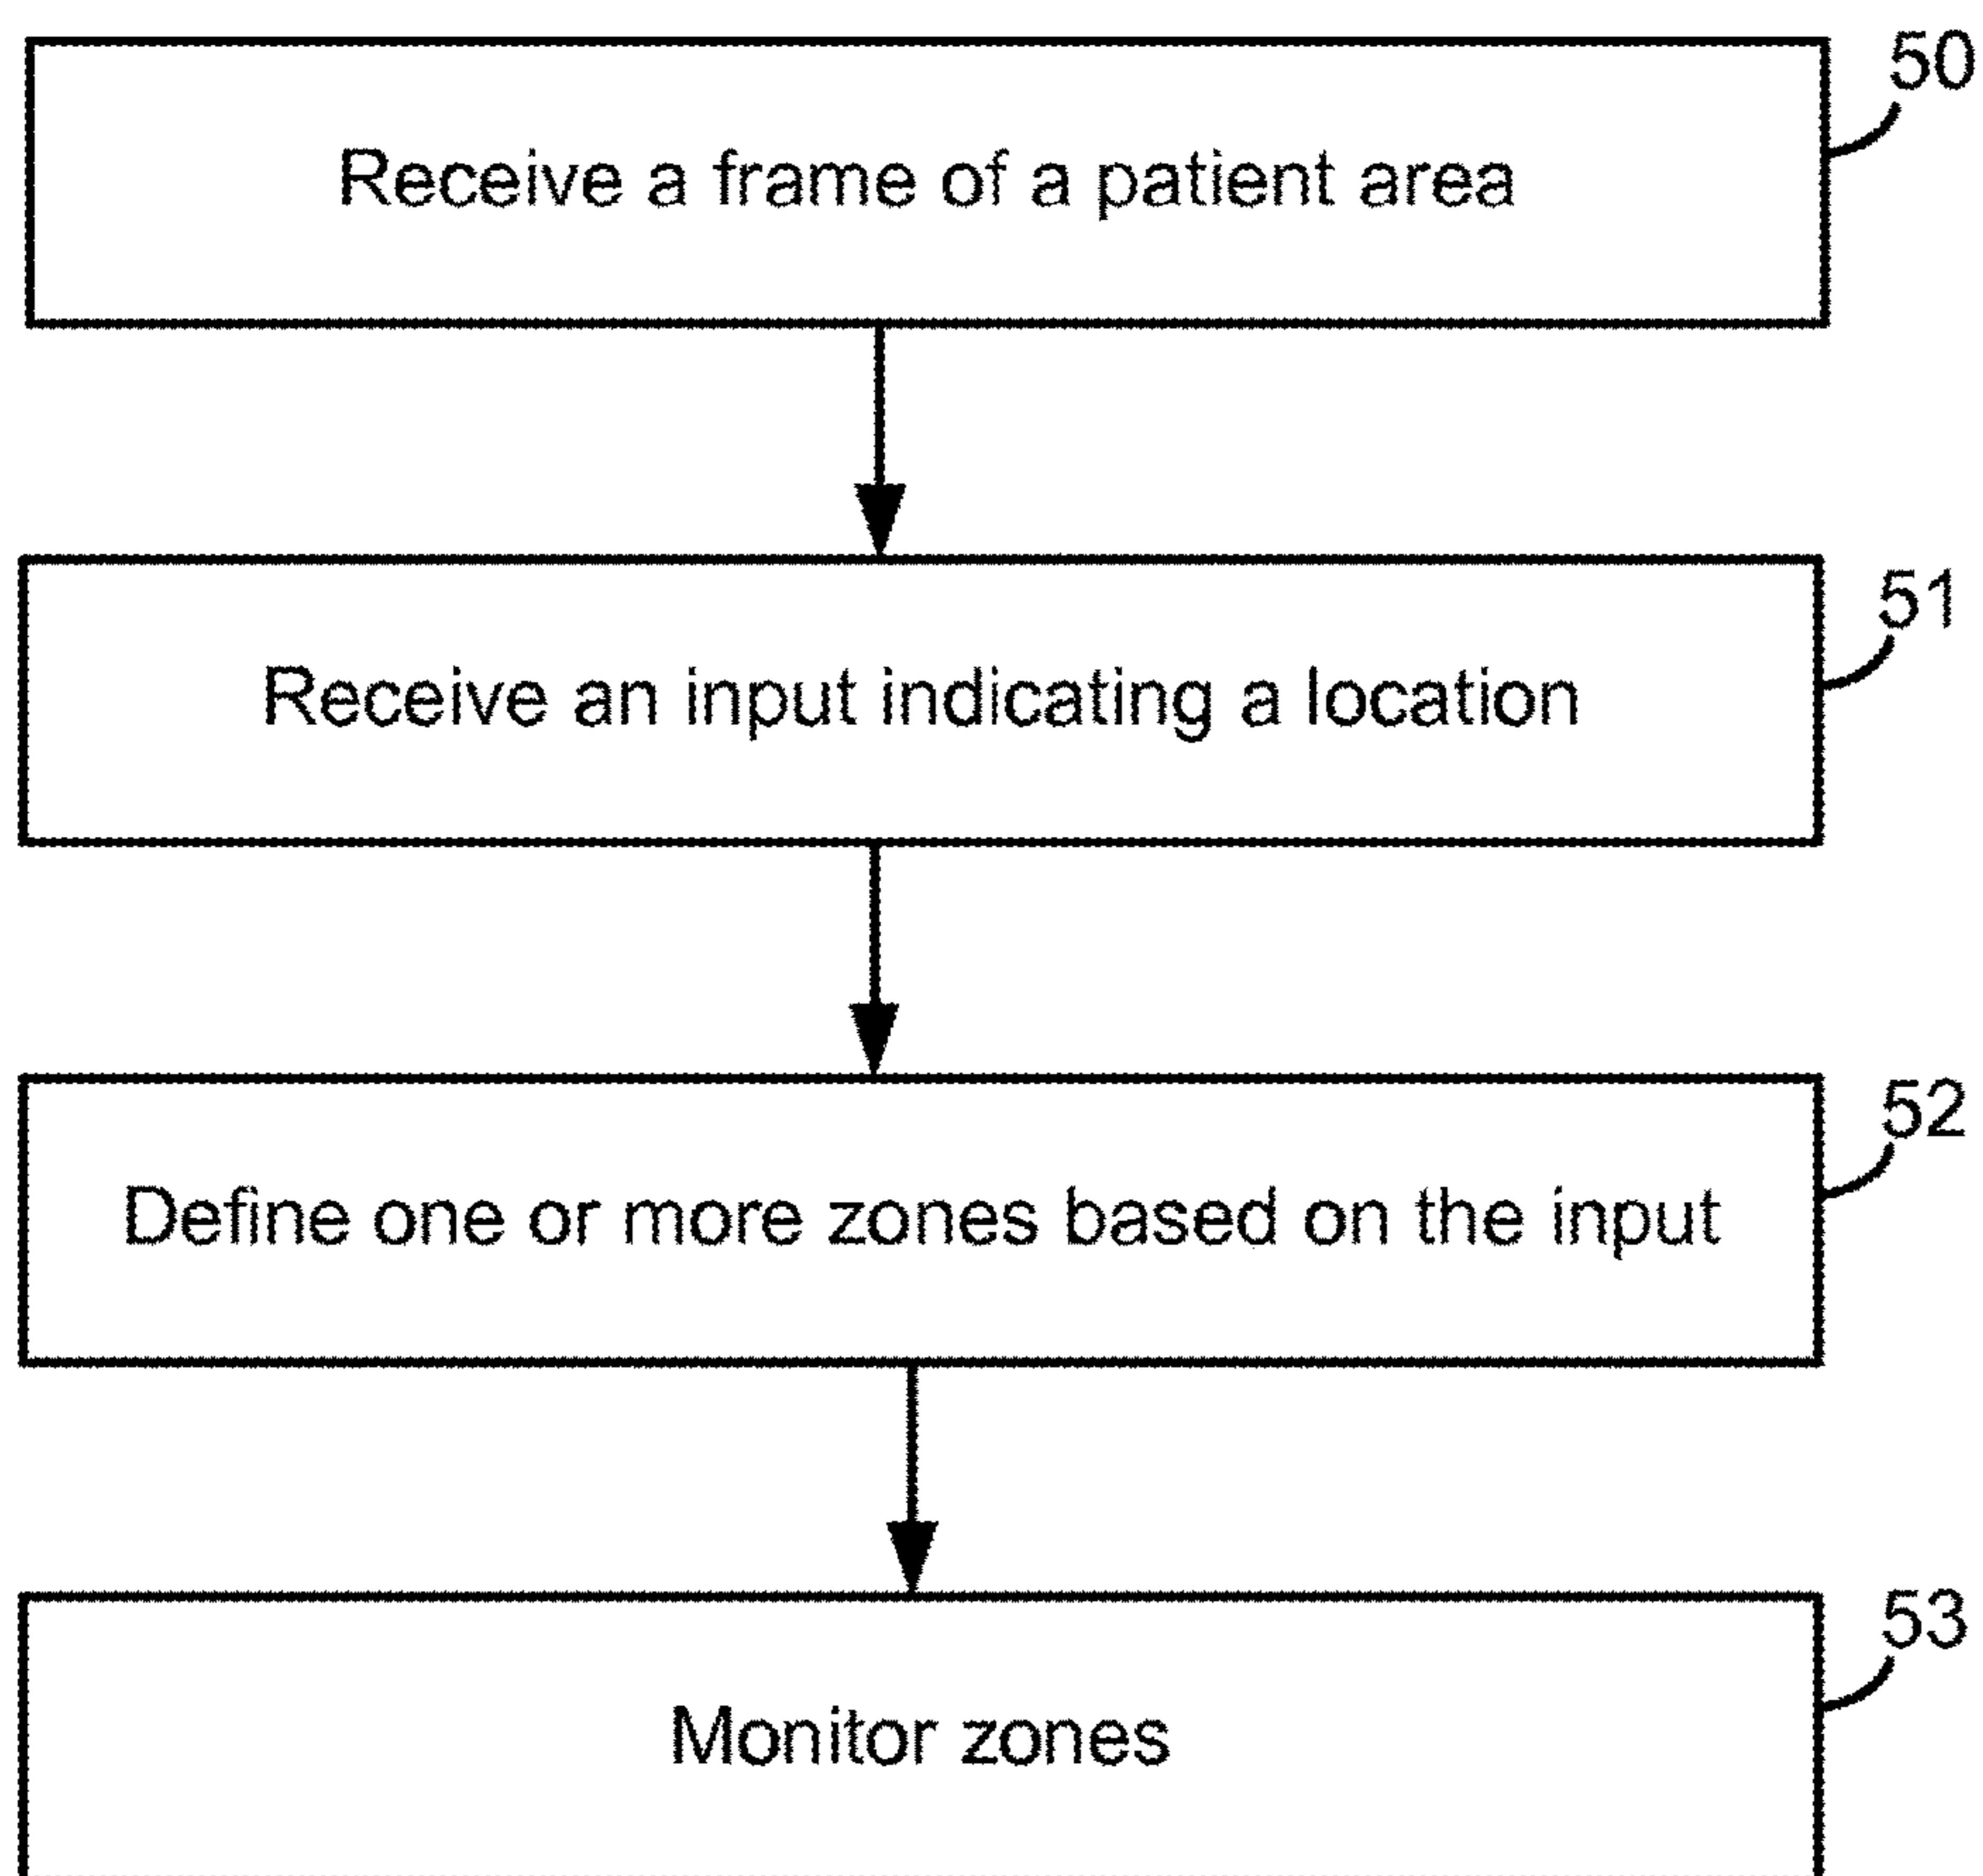 50
Receive a frame of a patient area
51
Receive an input indicating a location
52
Define one or more zones based on the input
53
Monitor zones